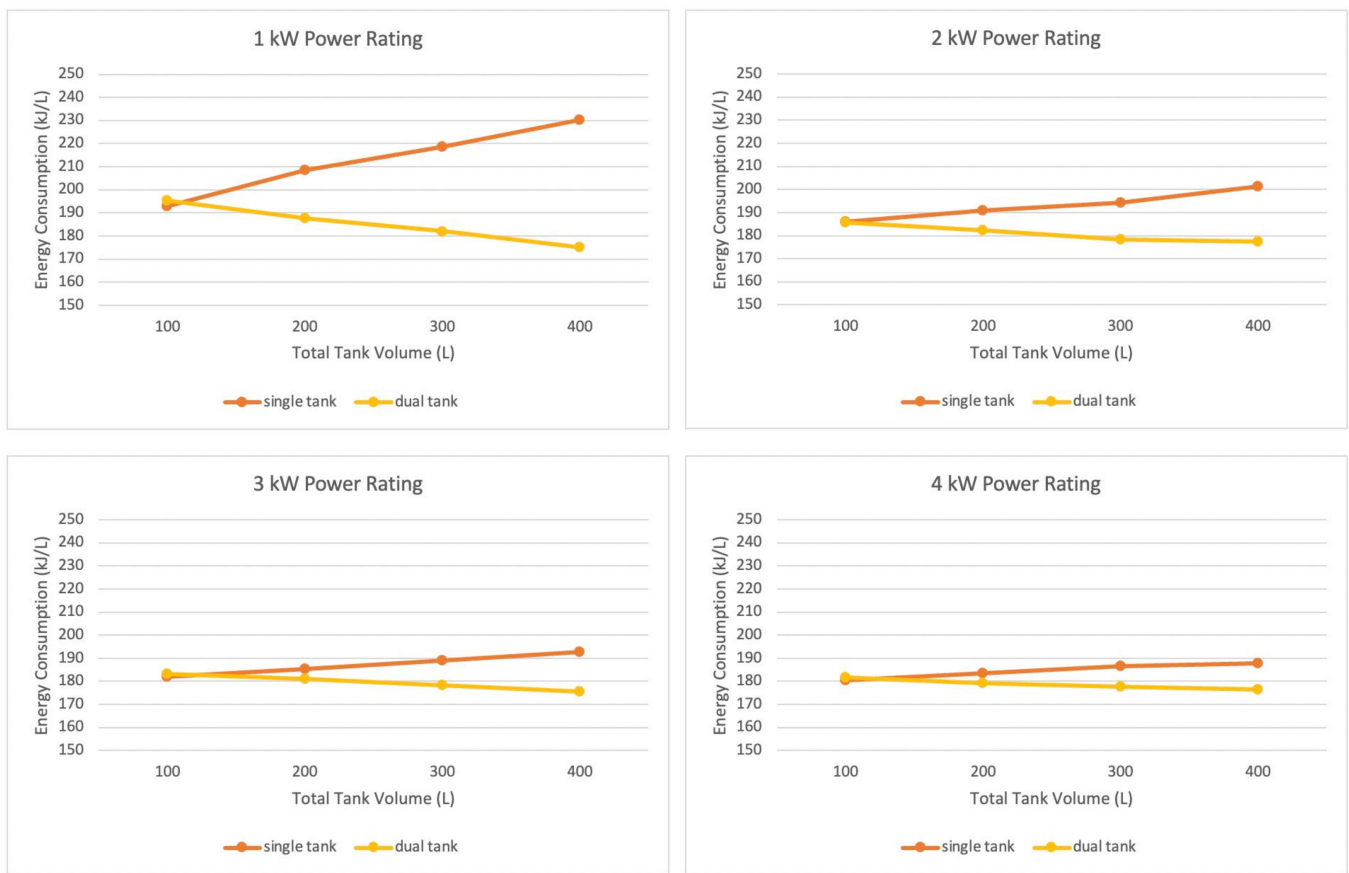 1 kW Power Rating
Energy Consumption (kJ/L)
250
240
230
220
210
200
190
180
170
160
150
100 200 300 400
Total Tank Volume (L)
single tank dual tank
2 kW Power Rating
Energy Consumption (kJ/L)
250
240
230
220
210
200
190
180
170
160
150
100 200 300 400
Total Tank Volume (L)
single tank dual tank
3 kW Power Rating
Energy Consumption (kJ/L)
250
240
230
220
210
200
190
180
170
160
150
100 200 300 400
Total Tank Volume (L)
single tank dual tank
4 kW Power Rating
Energy Consumption (kJ/L)
250
240
230
220
210
200
190
180
170
160
150
100 200 300 400
Total Tank Volume (L)
single tank dual tank